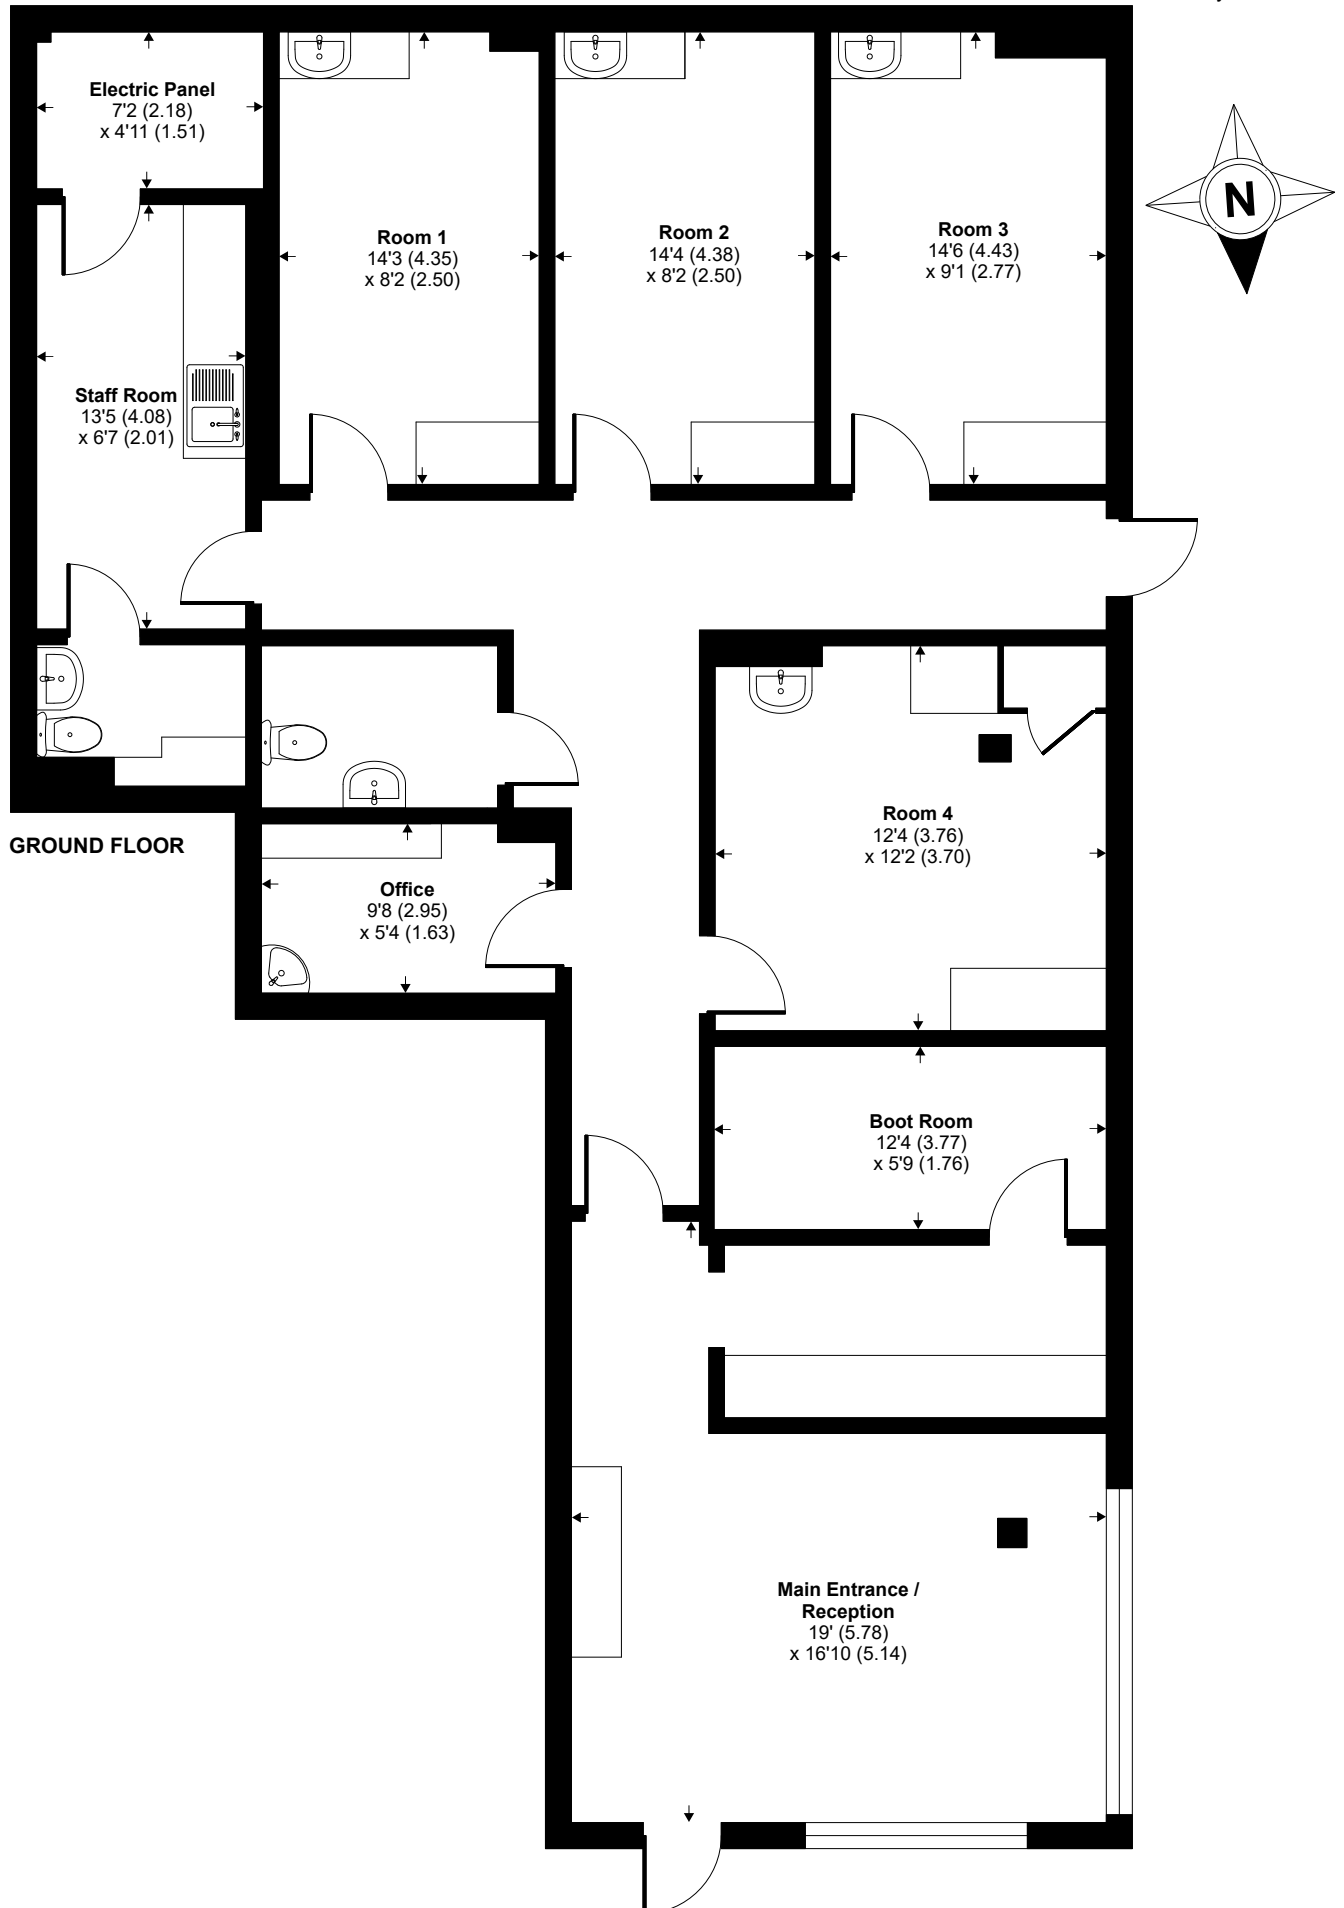 Electric Panel
7'2 (2.18)
x 4'11 (1.51)
Room 1
14'3 (4.35)
x 8'2 (2.50)
Room 2
14'4 (4.38)
x 8'2 (2.50)
Room 3
14'6 (4.43)
x 9'1 (2.77)
N
Staff Room
13'5 (4.08)
x 6'7 (2.01)
GROUND FLOOR
Room 4
12'4 (3.76)
x 12'2 (3.70)
Office
9'8 (2.95)
x 5'4 (1.63)
Boot Room
12'4 (3.77)
x 5'9 (1.76)
Main Entrance /
Reception
19' (5.78)
x 16'10 (5.14)